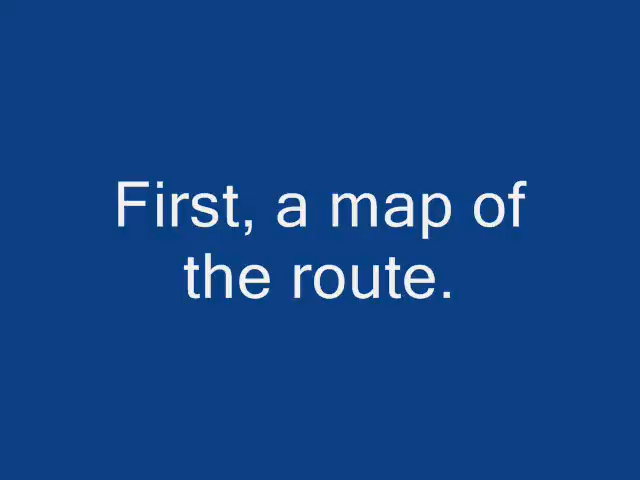 First, a map of
the route.